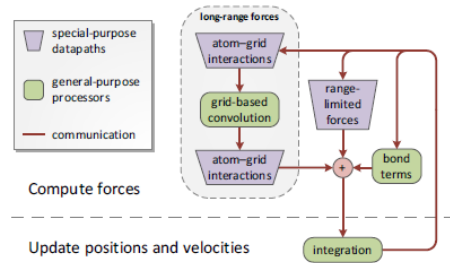 special-purpose
datapaths
general-purpose
processors
communication
long-range forces
atom–grid
interactions
grid-based
convolution
atom–grid
interactions
range-
limited
forces
+
bond
terms
Compute forces
Update positions and velocities
integration